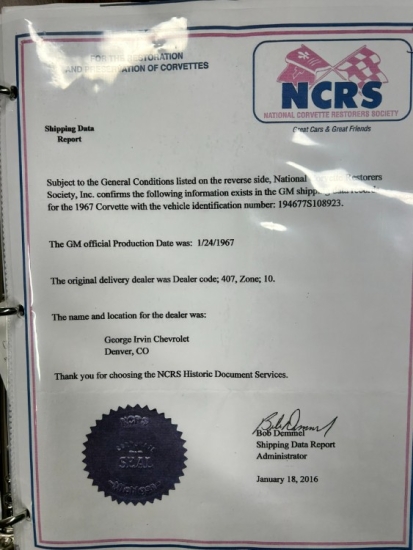 FOR THE RESTORATION
AND PRESERVATION OF CORVETTES
NCRS
NATIONAL CORVETTE RESTORERS SOCIETY
Great Cars & Great Friends
Shipping Data
Report
Subject to the General Conditions listed on the reverse side, National Restorers
Society, Inc. confirms the following information exists in the GM shipping data records
for the 1967 Corvette with the vehicle identification number: 194677S108923.
The GM official Production Date was: 1/24/1967
The original delivery dealer was Dealer code; 407, Zone; 10.
The name and location for the dealer was:
George Irvin Chevrolet
Denver, CO
Thank you for choosing the NCRS Historic Document Services.
NCRS
SEAL
Bob Demmel
Bob Demmel
Shipping Data Report
Administrator
January 18, 2016